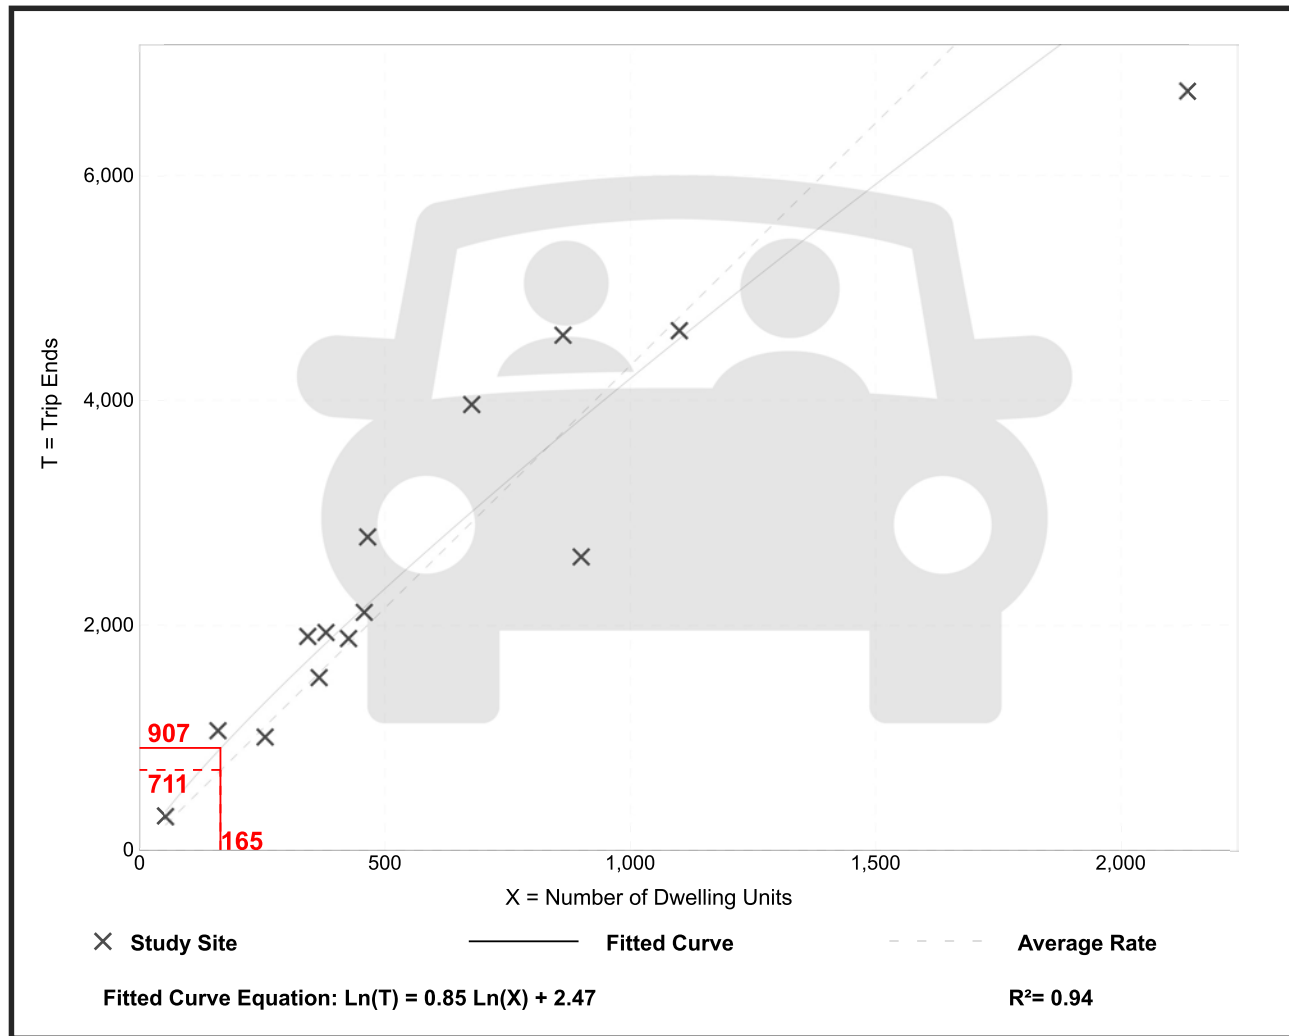 6,000
4,000
2,000
0
T = Trip Ends
907
711
165
0
500
1,000
1,500
2,000
X = Number of Dwelling Units
Study Site
Fitted Curve
Average Rate
Fitted Curve Equation: Ln(T) = 0.85 Ln(X) + 2.47
R²= 0.94